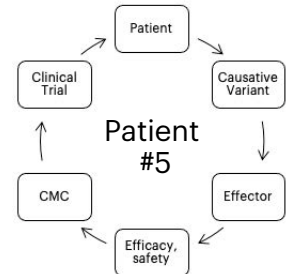 Patient
Causative
Variant
Effector
Efficacy,
safety
CMC
Clinical
Trial
Patient
#5